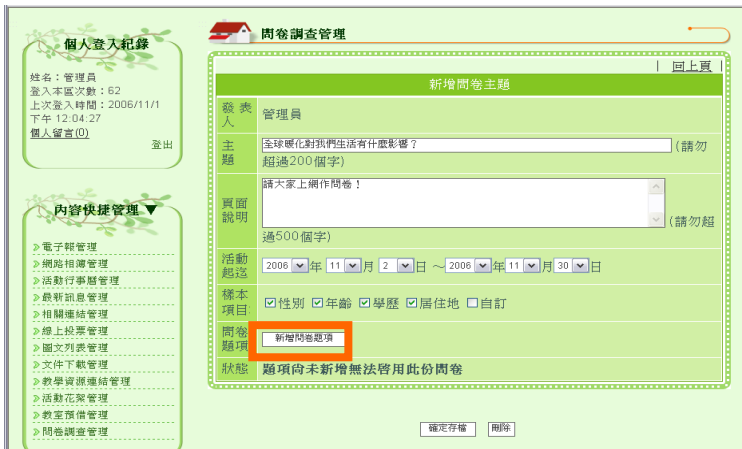 個人登入紀錄
姓名：管理員
登入本區次數：62
上次登入時間：2006/11/1
下午 12:04:27
個人留言(0)
登出
內容快捷管理▼
電子報管理
網路相簿管理
活動行事曆管理
最新訊息管理
相關連結管理
線上投票管理
圖文列表管理
文件下載管理
教學資源連結管理
活動花絮管理
教室預借管理
問卷調查管理
問卷調查管理
| 回上頁 |
新增問卷主題
發表人 管理員
主題 全球暖化對我們生活有什麼影響？ (請勿
超過200個字)
頁面說明 請大家上網作問卷！ (請勿超
過500個字)
活動起迄 2006 年 11 月 2 日 ～ 2006 年 11 月 30 日
樣本項目 ☑性別 ☑年齡 ☑學歷 ☑居住地 □自訂
問卷題項 新增問卷題項
狀態 題項尚未新增無法啟用此份問卷
確定存檔 刪除